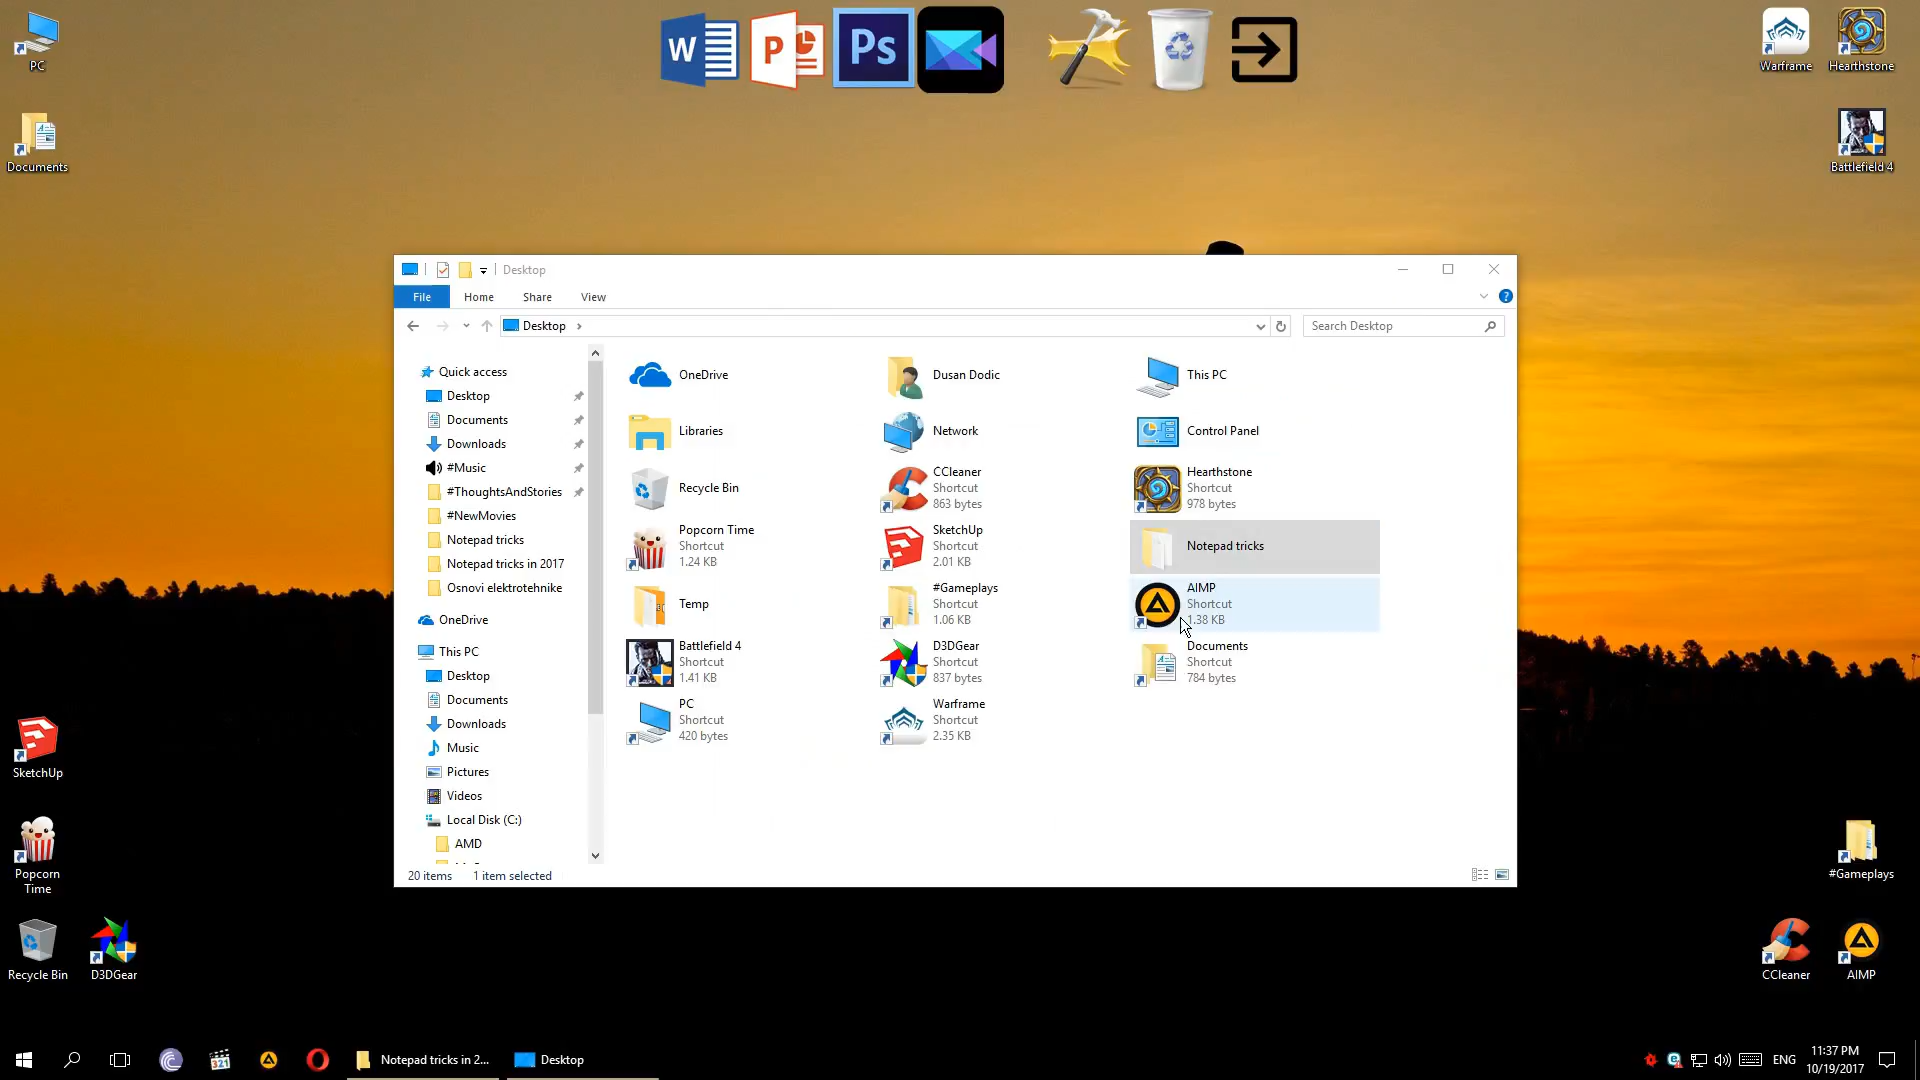 PC
Documents
W
P
Ps
Warframe
Hearthstone
Battlefield 4
Desktop
File
Home
Share
View
Desktop
Search Desktop
Quick access
Desktop
Documents
Downloads
#Music
#ThoughtsAndStories
#NewMovies
Notepad tricks
Notepad tricks in 2017
Osnovi elektrotehnike
OneDrive
This PC
Desktop
Documents
Downloads
Music
Pictures
Videos
Local Disk (C:)
AMD
OneDrive
Dusan Dodic
This PC
Libraries
Network
Control Panel
Recycle Bin
CCleaner
Shortcut
863 bytes
Hearthstone
Shortcut
978 bytes
Popcorn Time
Shortcut
1.24 KB
SketchUp
Shortcut
2.01 KB
Notepad tricks
Temp
#Gameplays
Shortcut
1.06 KB
AIMP
Shortcut
1.38 KB
Battlefield 4
Shortcut
1.41 KB
D3DGear
Shortcut
837 bytes
Documents
Shortcut
784 bytes
PC
Shortcut
420 bytes
Warframe
Shortcut
2.35 KB
20 items
1 item selected
SketchUp
Popcorn
Time
Recycle Bin
D3DGear
#Gameplays
CCleaner
AIMP
321
Notepad tricks in 2...
Desktop
ENG
11:37 PM
10/19/2017